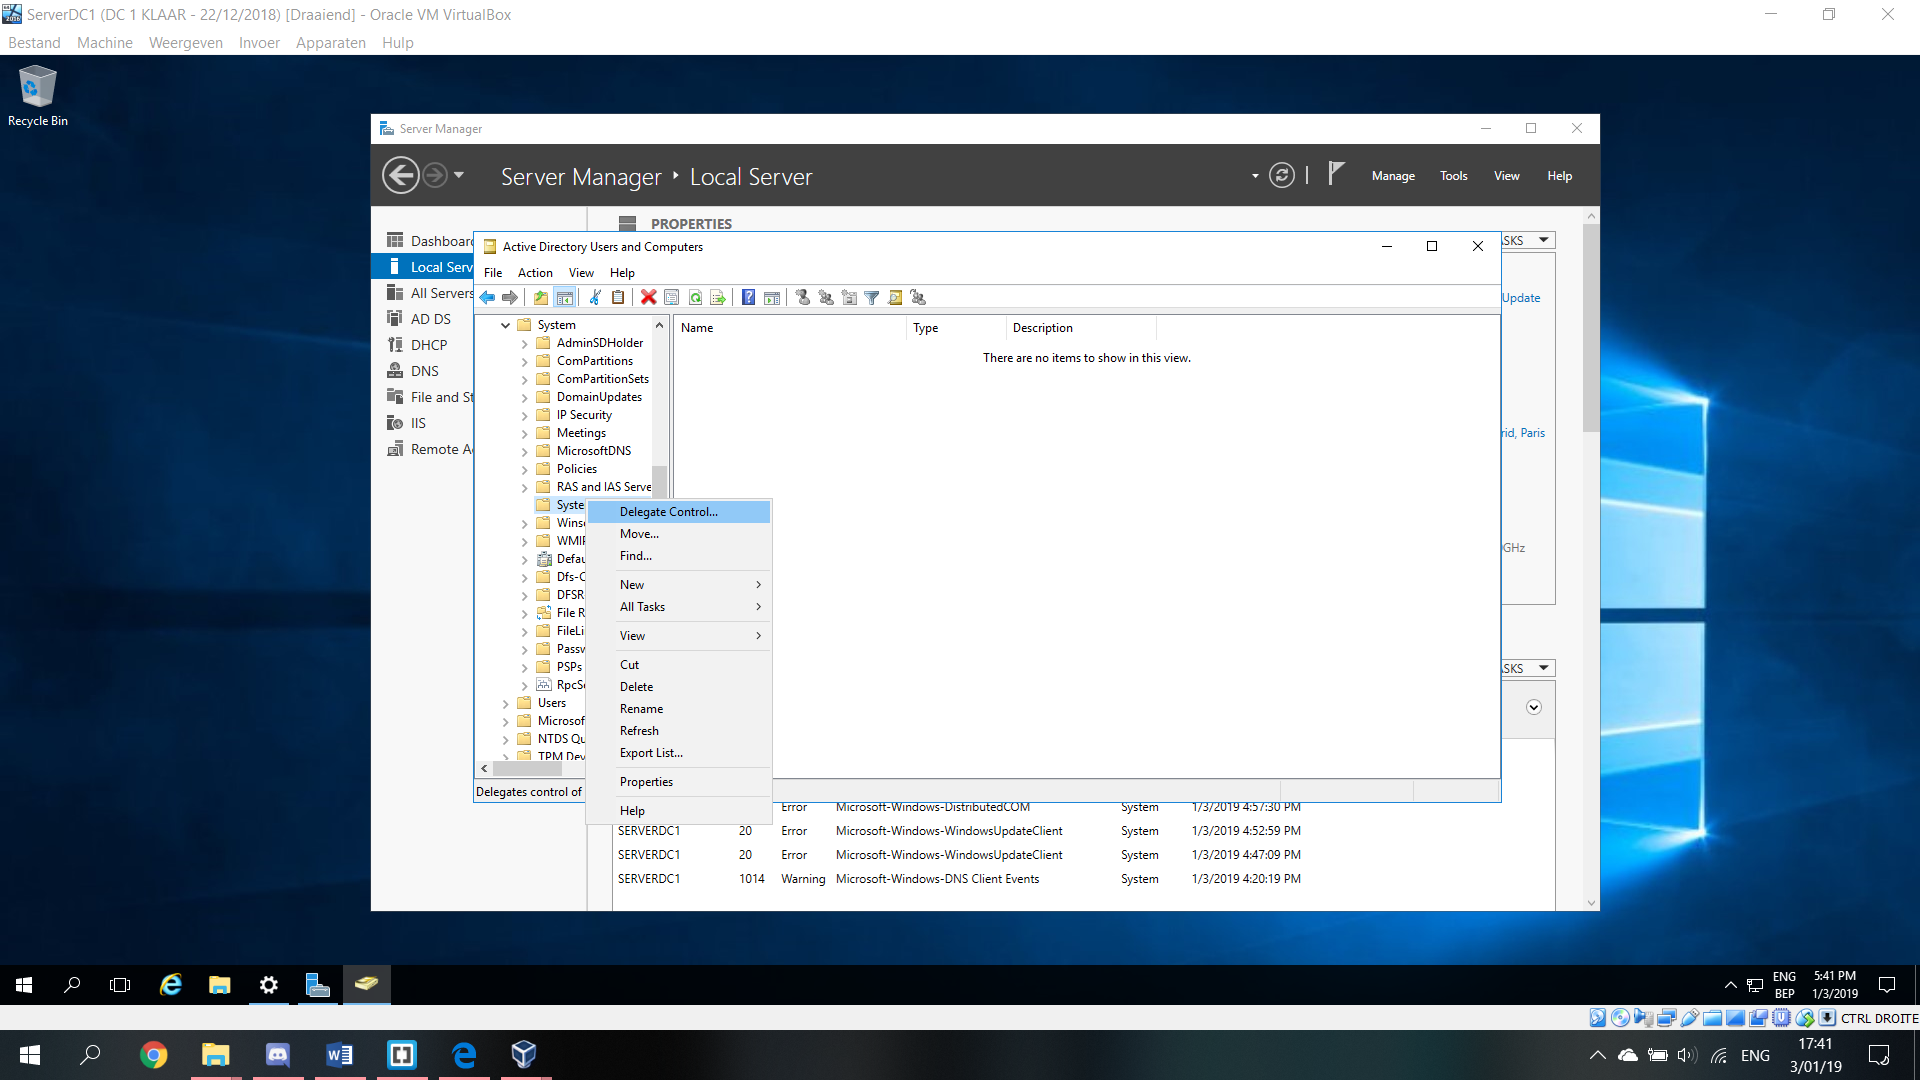 ServerDC1 (DC 1 KLAAR - 22/12/2018) [Draaiend] - Oracle VM VirtualBox
Bestand Machine Weergeven Invoer Apparaten Hulp
Recycle Bin
Server Manager
Server Manager Local Server
Manage Tools View Help
PROPERTIES
Dashboard
Local Serv
All Servers
AD DS
DHCP
DNS
File and St
IIS
Remote Ac
Active Directory Users and Computers
File Action View Help
System
AdminSDHolder
ComPartitions
ComPartitionSets
DomainUpdates
IP Security
Meetings
MicrosoftDNS
Policies
RAS and IAS Serve
Syste
Winso
WMIP
Defau
Dfs-C
DFSR
File R
FileLi
Passw
PSPs
RpcSe
Users
Microsof
NTDS Qu
TPM Dev
Name Type Description
There are no items to show in this view.
Delegate Control...
Move...
Find...
New
All Tasks
View
Cut
Delete
Rename
Refresh
Export List...
Properties
Help
Delegates control of
ASKS
Update
rid, Paris
GHz
ASKS
Error Microsoft-Windows-DistributedCOM System 1/3/2019 4:57:30 PM
SERVERDC1 20 Error Microsoft-Windows-WindowsUpdateClient System 1/3/2019 4:52:59 PM
SERVERDC1 20 Error Microsoft-Windows-WindowsUpdateClient System 1/3/2019 4:47:09 PM
SERVERDC1 1014 Warning Microsoft-Windows-DNS Client Events System 1/3/2019 4:20:19 PM
ENG
BEP
5:41 PM
1/3/2019
CTRL DROITE
ENG
17:41
3/01/19